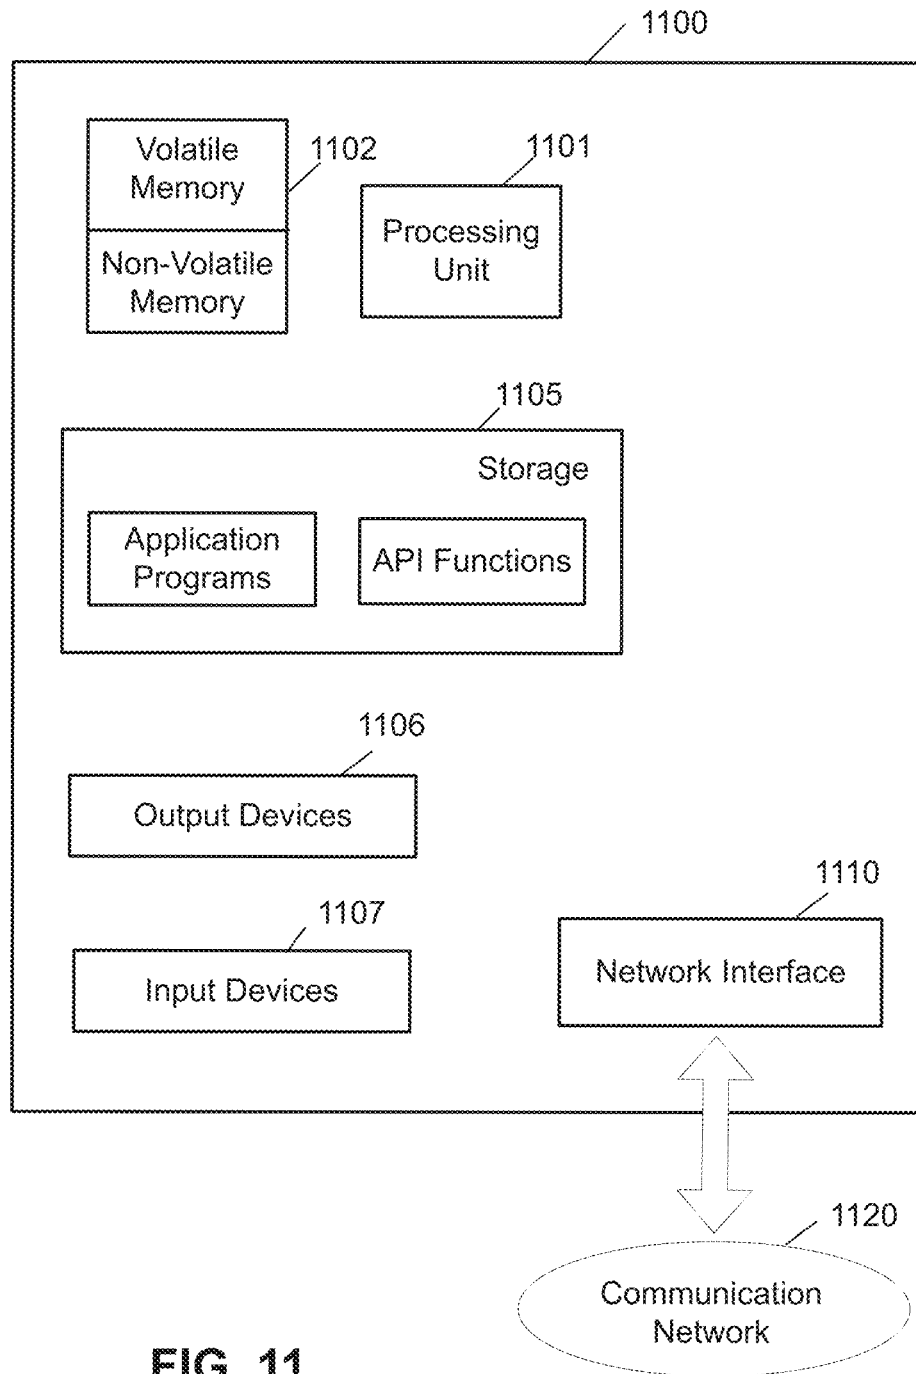 1100
Volatile
Memory
1102
1101
Processing
Unit
Non-Volatile
Memory
1105
Storage
Application
Programs
API Functions
1106
Output Devices
1110
1107
Network Interface
Input Devices
1120
Communication
Network
FIG. 11